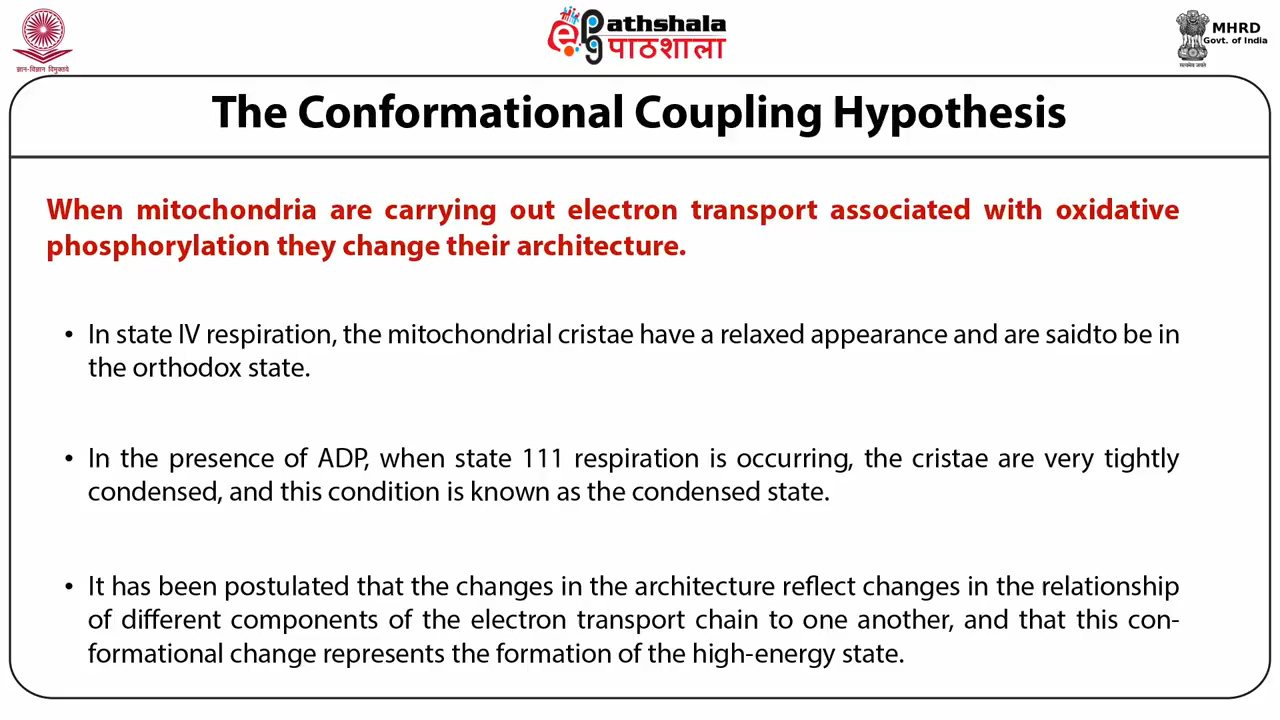 ज्ञान-विज्ञान विमुक्तये
epathshala
पाठशाला
MHRD
Govt. of India
सत्यमेव जयते
The Conformational Coupling Hypothesis
When mitochondria are carrying out electron transport associated with oxidative
phosphorylation they change their architecture.
• In state IV respiration, the mitochondrial cristae have a relaxed appearance and are saidto be in
the orthodox state.
• In the presence of ADP, when state 111 respiration is occurring, the cristae are very tightly
condensed, and this condition is known as the condensed state.
• It has been postulated that the changes in the architecture reflect changes in the relationship
of different components of the electron transport chain to one another, and that this con-
formational change represents the formation of the high-energy state.